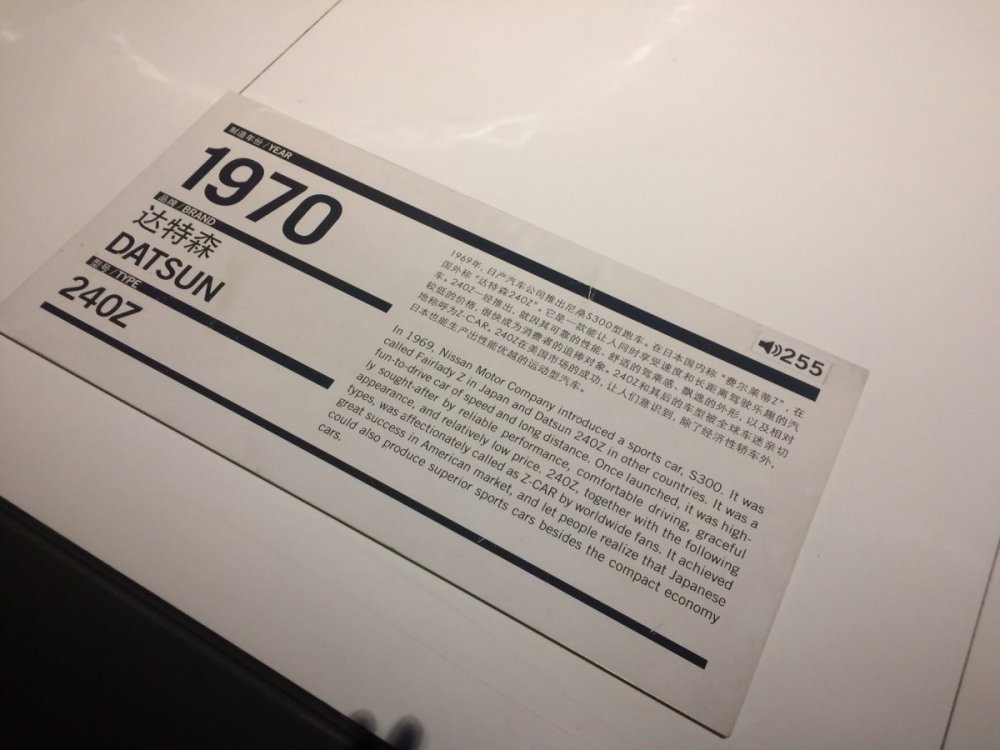 制造年份/YEAR
1970
品牌/BRAND
达特森
DATSUN
型号/TYPE
240Z
255
1969年，日产汽车公司推出尼桑S300型跑车。在日本国内称“费尔莱蒂Z”，在
国外称“达特森240Z”。它是一款能让人同时享受速度和长距离驾驶乐趣的汽
车。240Z一经推出，就因其可靠的性能、舒适的驾乘感、飘逸的外形，以及相对
较低的价格，很快成为消费者的追捧对象。240Z和其后的车型被全球车迷亲切
地称呼为Z-CAR。240Z在美国市场的成功，让人们意识到，除了经济性轿车外，
日本也能生产出性能优越的运动型汽车。
In 1969, Nissan Motor Company introduced a sports car, S300. It was
called Fairlady Z in Japan and Datsun 240Z in other countries. It was a
fun-to-drive car of speed and long distance. Once launched, it was high-
ly sought-after by reliable performance, comfortable driving, graceful
appearance, and relatively low price. 240Z, together with the following
types, was affectionately called as Z-CAR by worldwide fans. It achieved
great success in American market, and let people realize that Japanese
could also produce superior sports cars besides the compact economy
cars.